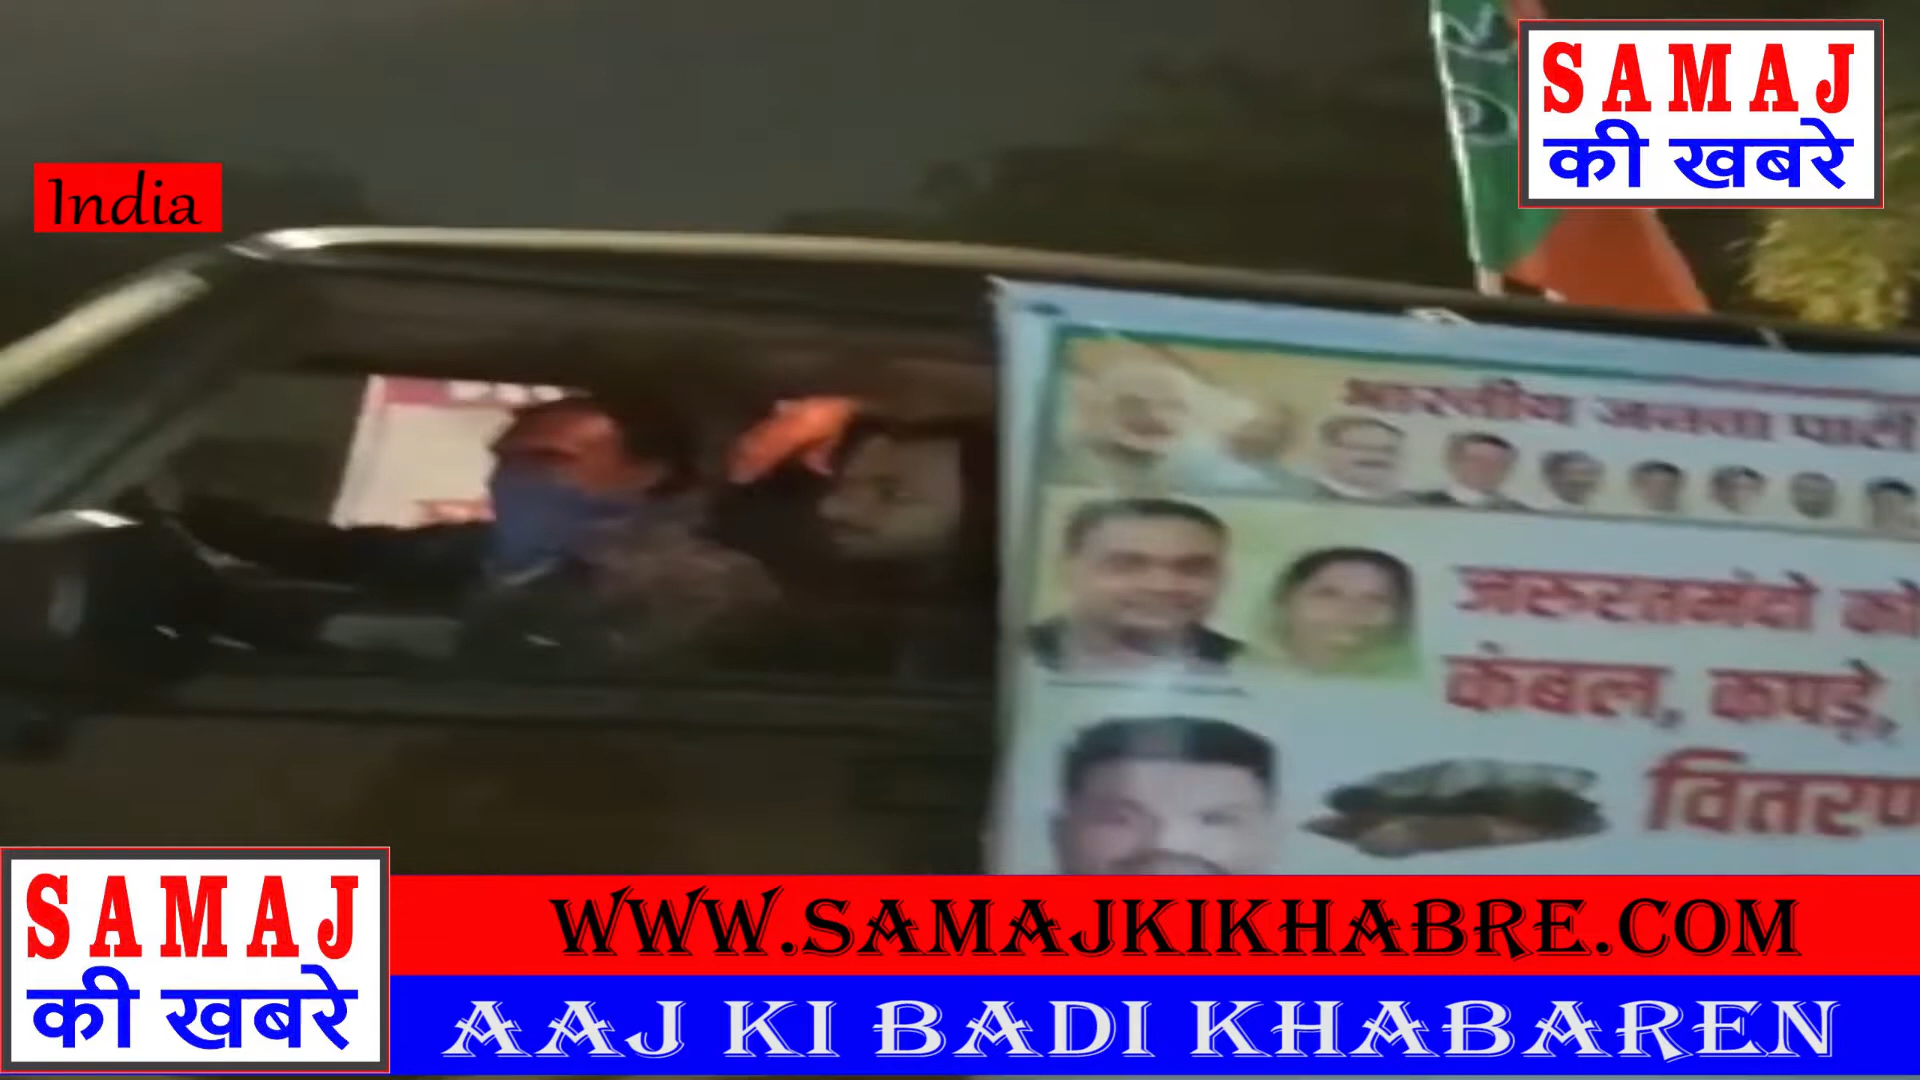 SAMAJ
की खबरे
India
भारतीय जनता पार्टी
जरुरतमंदो को
कंबल, कपड़े,
वितरण
SAMAJ
की खबरे
WWW.SAMAJKIKHABRE.COM
AAJ KI BADI KHABAREN